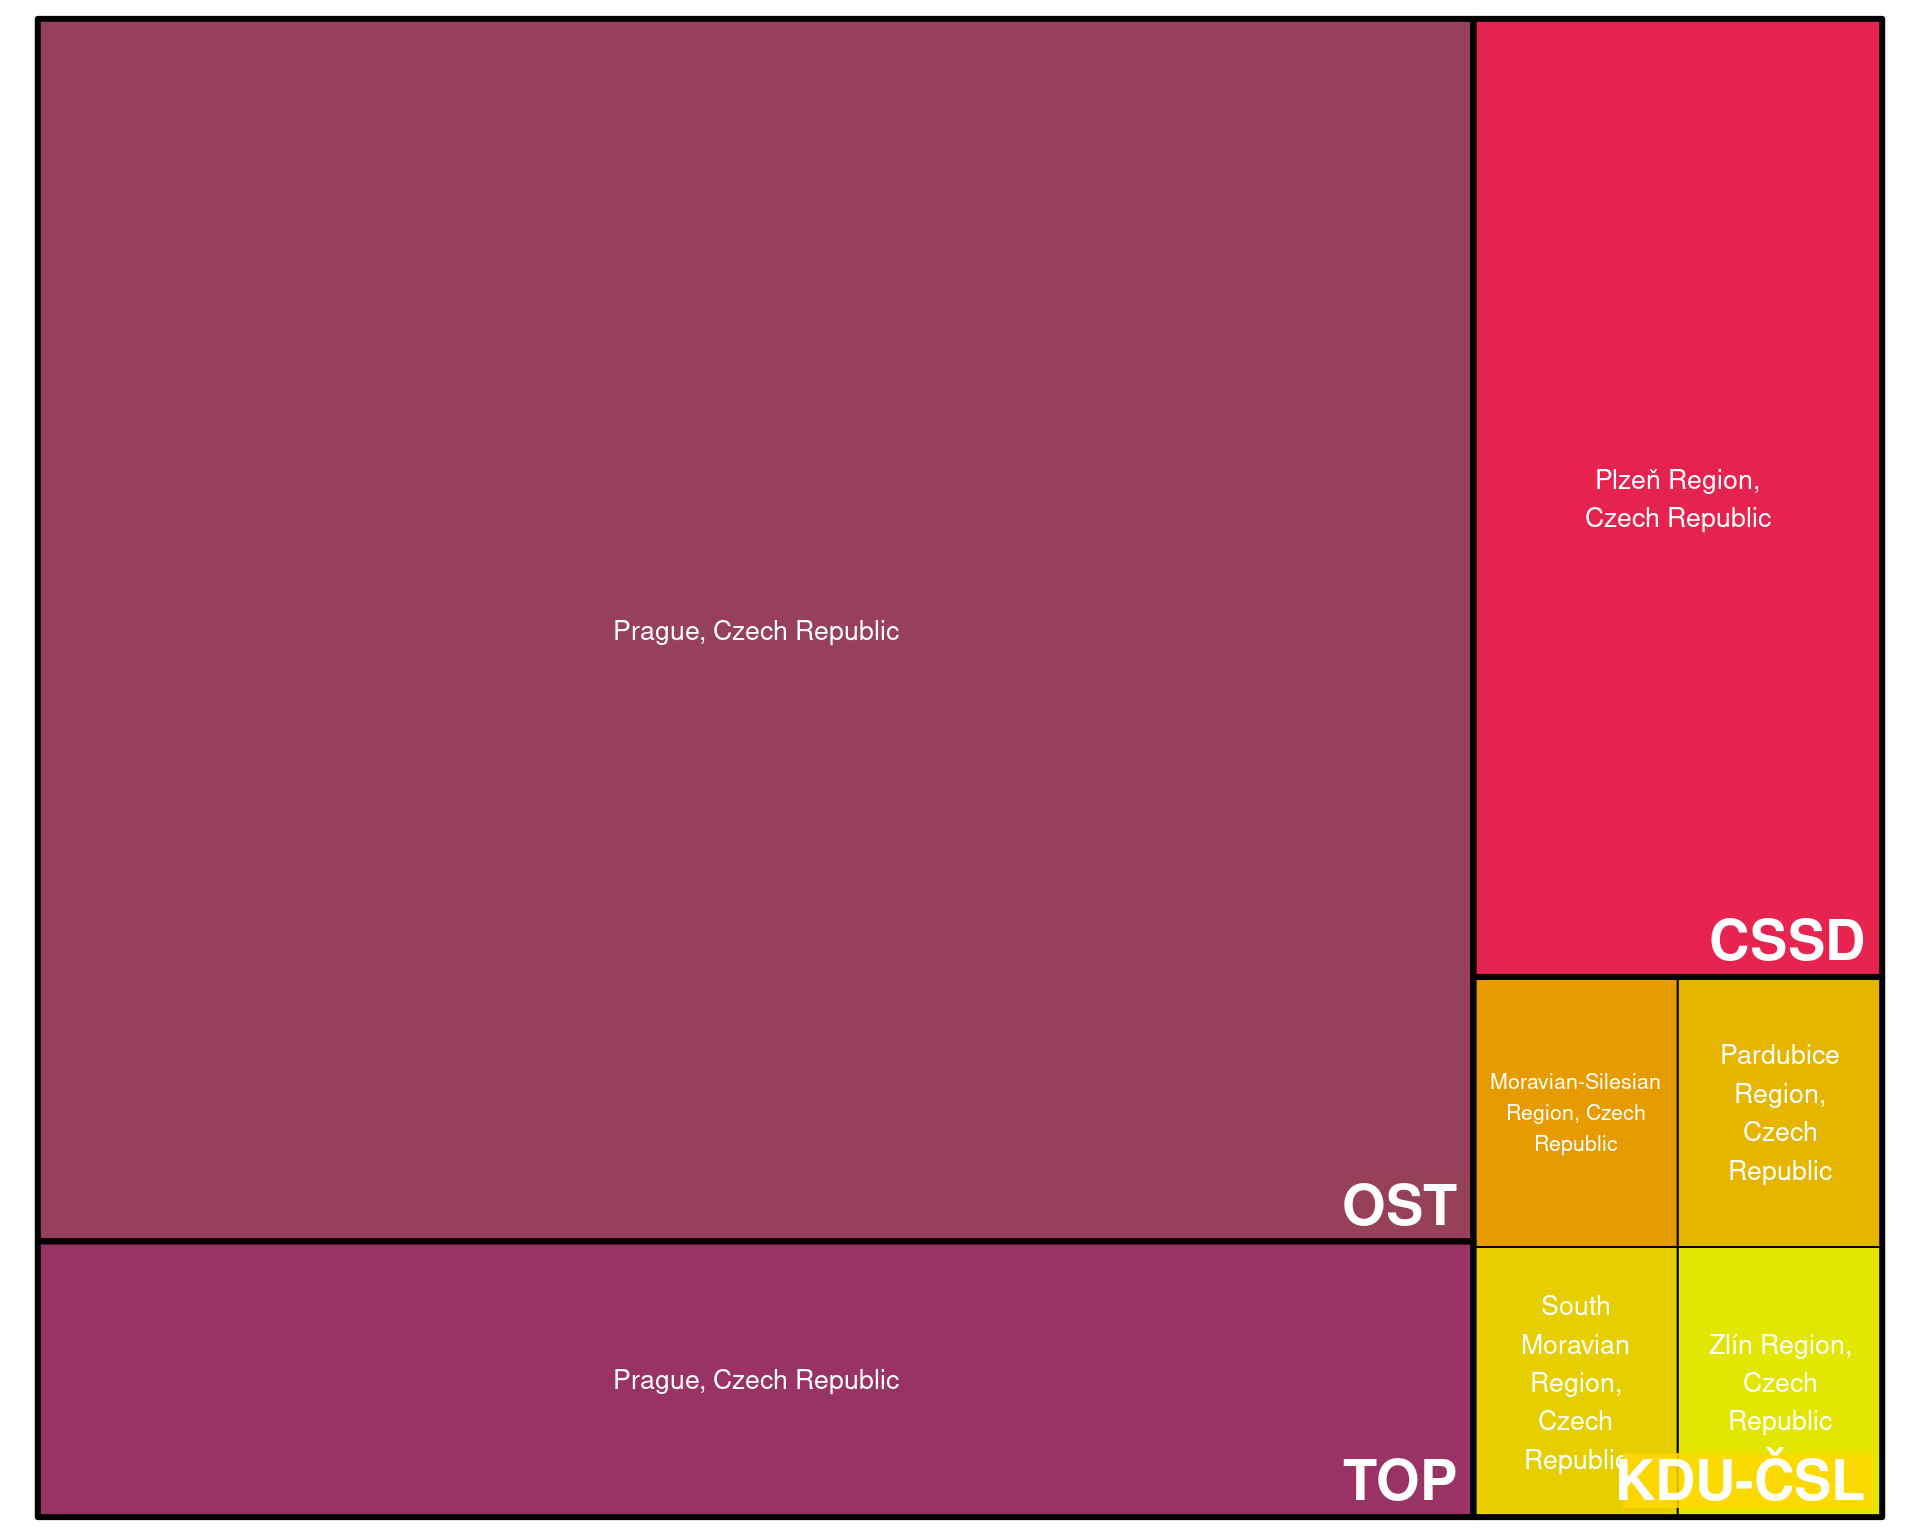 Prague, Czech Republic
OST
Prague, Czech Republic
TOP
Plzeň Region,
Czech Republic
CSSD
Moravian-Silesian
Region, Czech
Republic
Pardubice
Region,
Czech
Republic
South
Moravian
Region,
Czech
Republic
Zlín Region,
Czech
Republic
KDU-ČSL